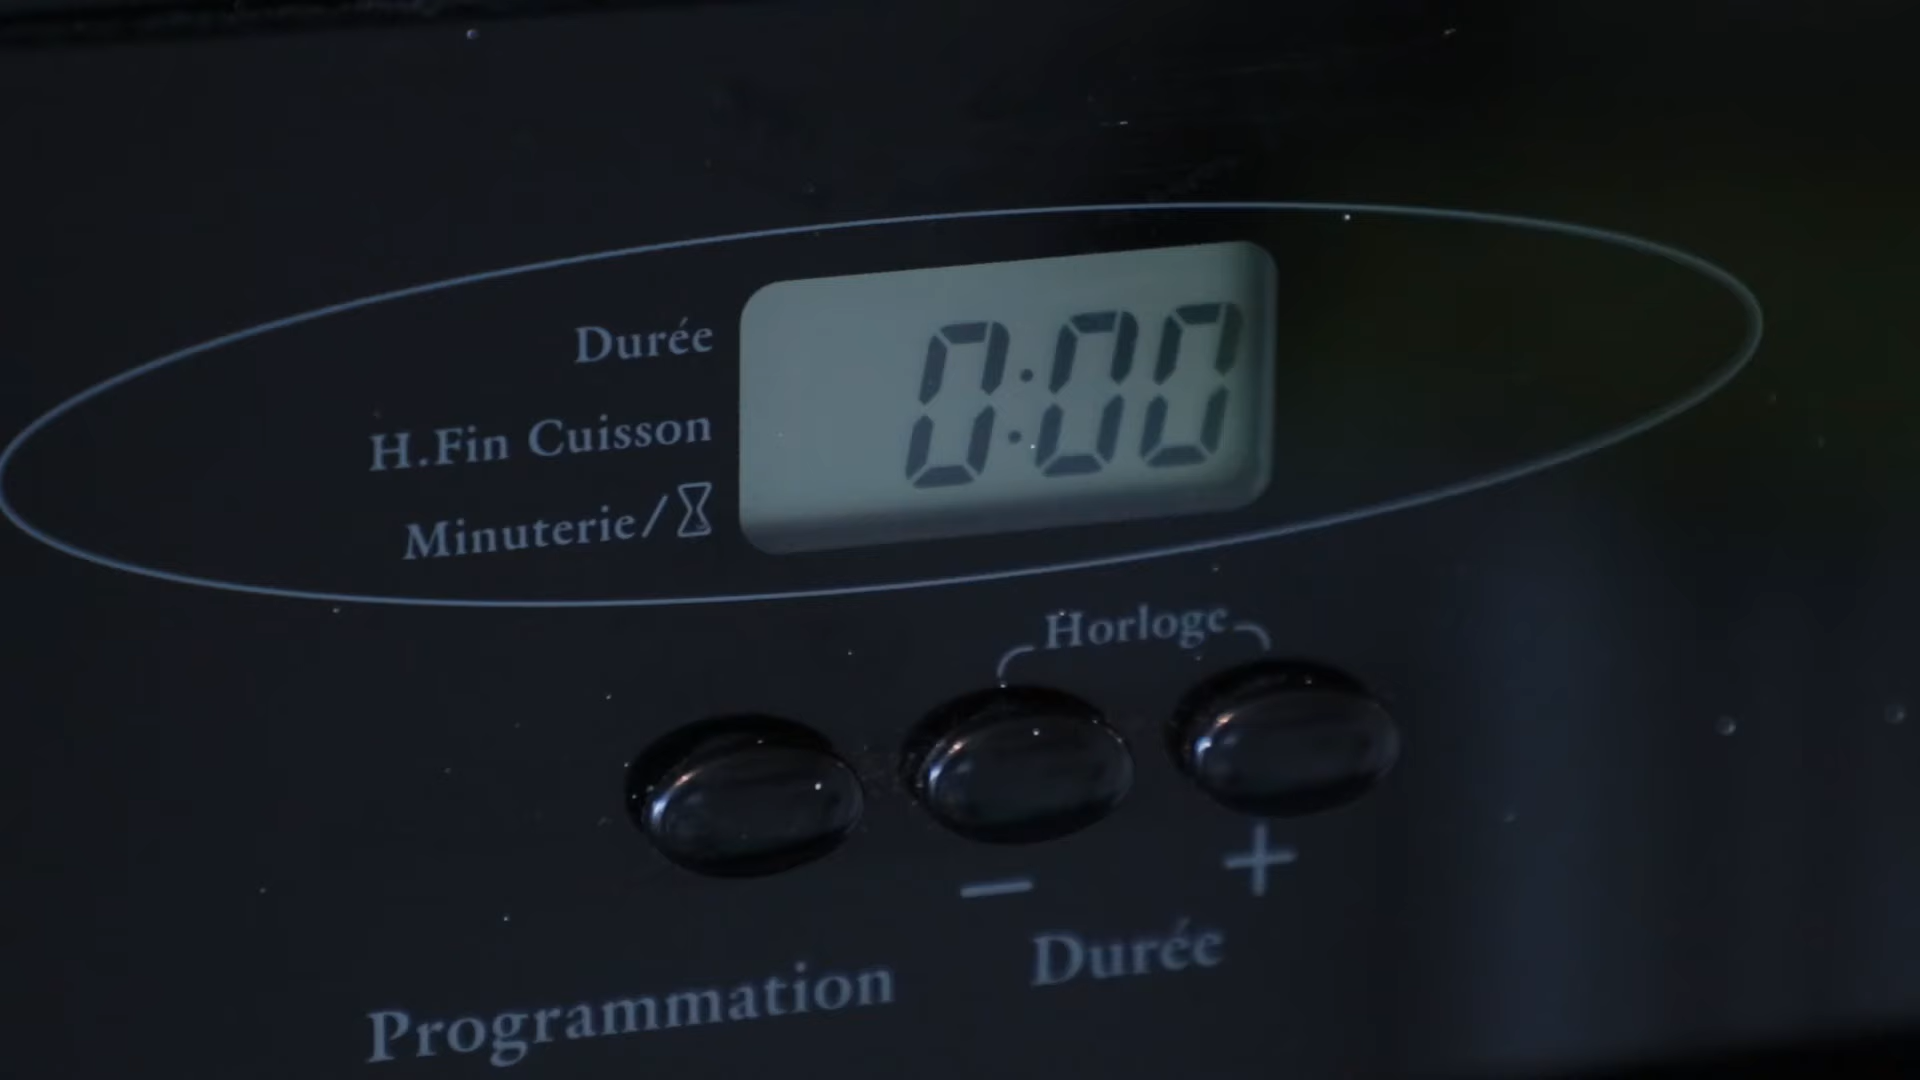 Durée
H.Fin Cuisson
Minuterie/
0:00
Horloge
− +
Durée
Programmation